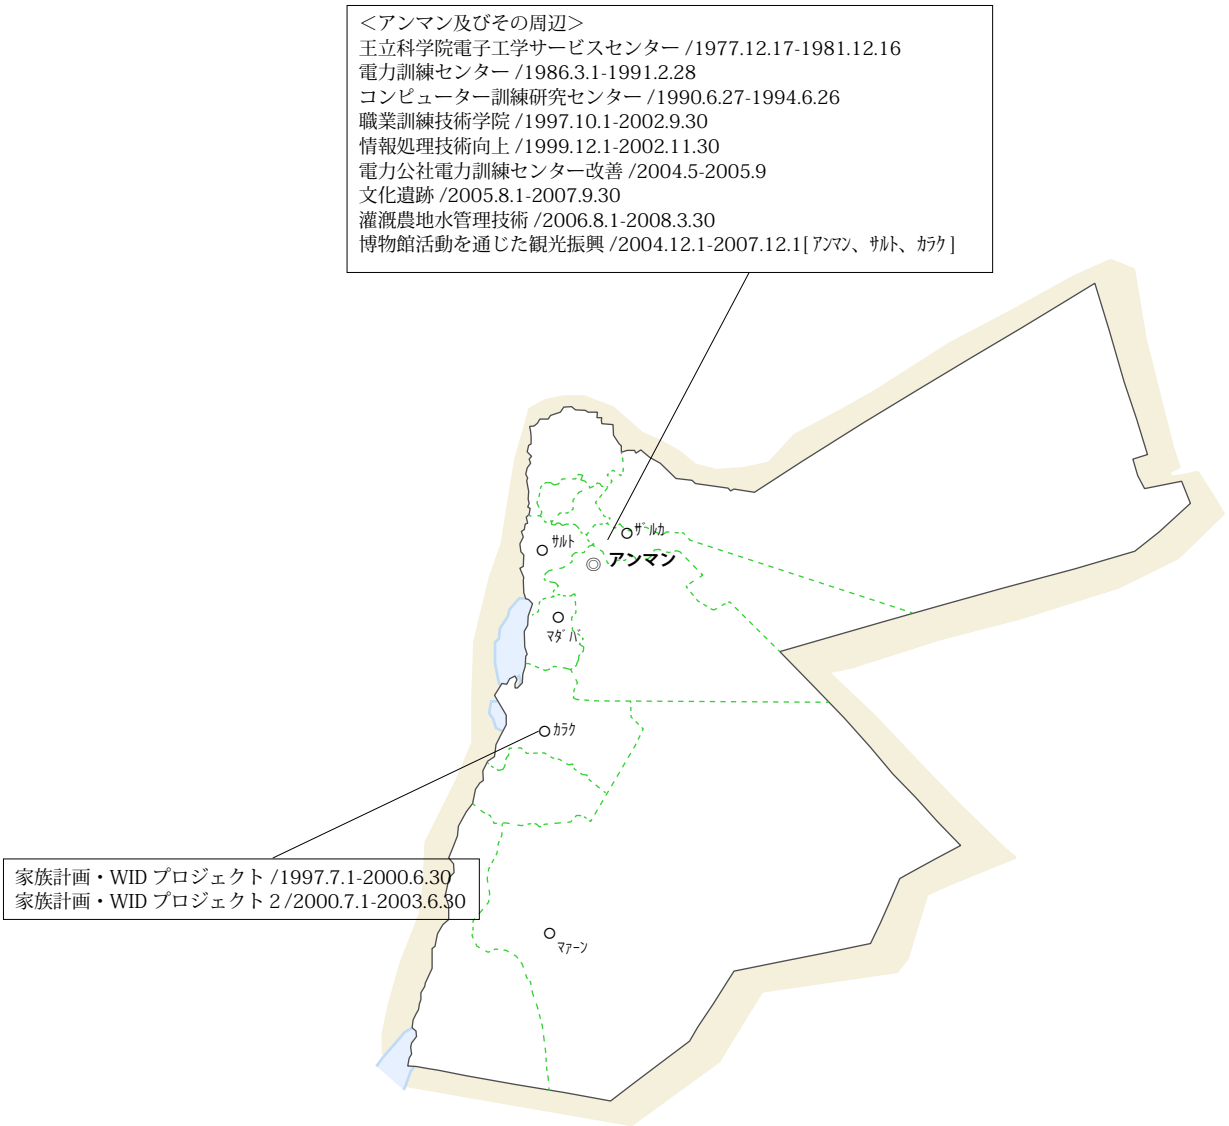 ＜アンマン及びその周辺＞
王立科学院電子工学サービスセンター /1977.12.17-1981.12.16
電力訓練センター /1986.3.1-1991.2.28
コンピューター訓練研究センター /1990.6.27-1994.6.26
職業訓練技術学院 /1997.10.1-2002.9.30
情報処理技術向上 /1999.12.1-2002.11.30
電力公社電力訓練センター改善 /2004.5-2005.9
文化遺跡 /2005.8.1-2007.9.30
灌漑農地水管理技術 /2006.8.1-2008.3.30
博物館活動を通じた観光振興 /2004.12.1-2007.12.1[ｱﾝﾏﾝ、ｻﾙﾄ、ｶﾗｸ]
ｻﾞｰﾙｶ
ｻﾙﾄ
アンマン
ﾏﾀﾞﾊﾞ
ｶﾗｸ
家族計画・WID プロジェクト /1997.7.1-2000.6.30
家族計画・WID プロジェクト 2 /2000.7.1-2003.6.30
ﾏｧｰﾝ